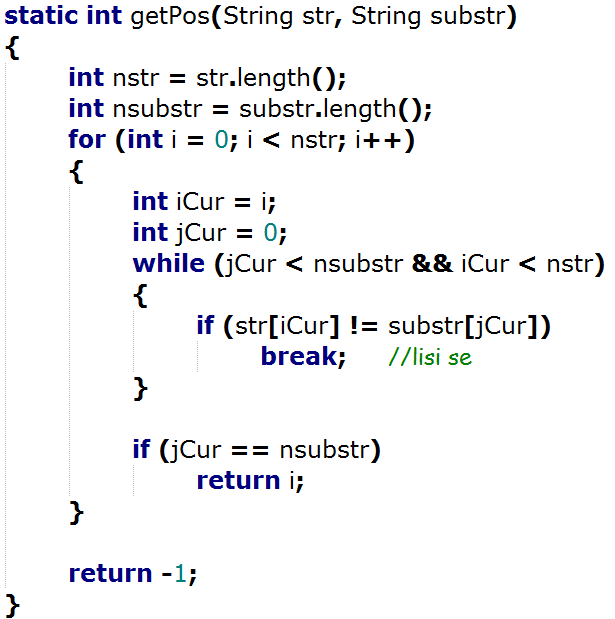 static int getPos(String str, String substr)
{
int nstr = str.length();
int nsubstr = substr.length();
for (int i = 0; i < nstr; i++)
{
int iCur = i;
int jCur = 0;
while (jCur < nsubstr && iCur < nstr)
{
if (str[iCur] != substr[jCur])
break; //lisi se
}
if (jCur == nsubstr)
return i;
}
return -1;
}